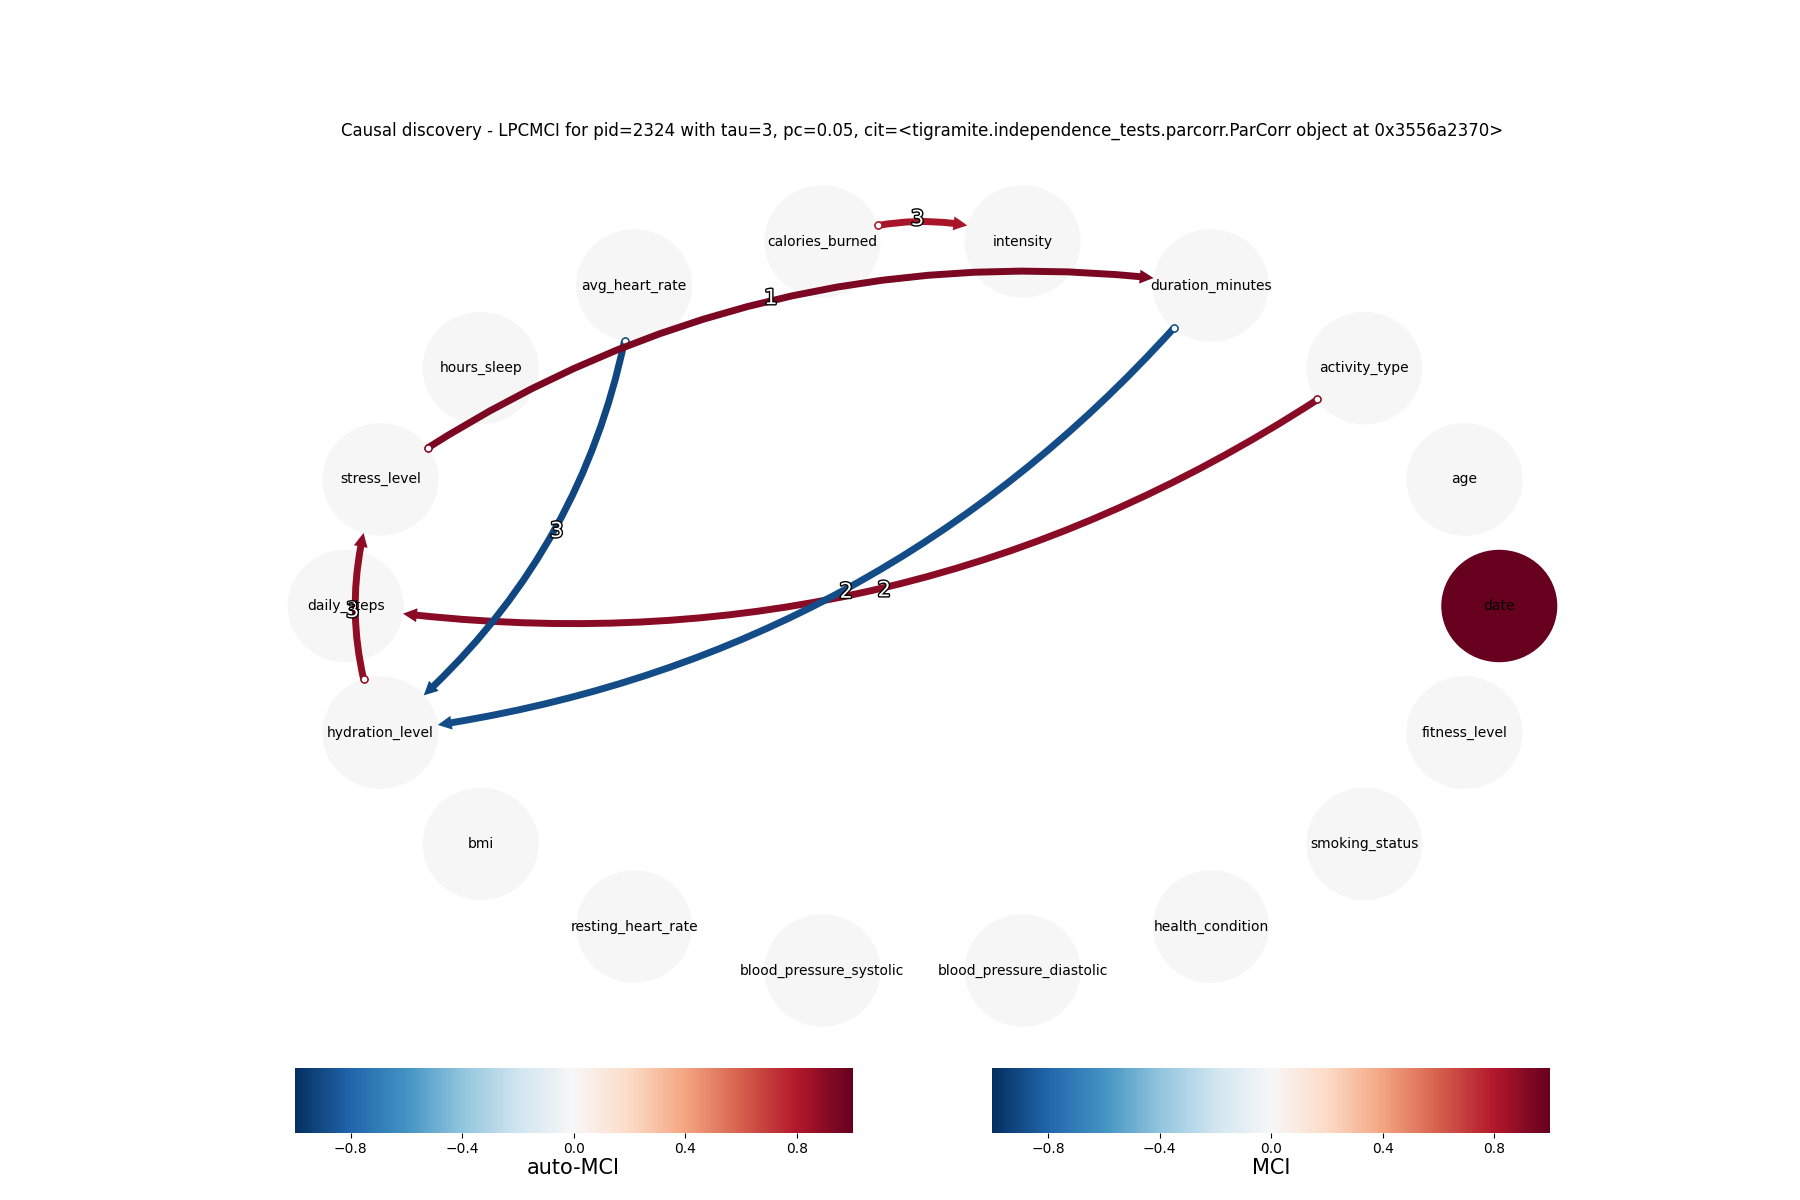 Causal discovery - LPCMCI for pid=2324 with tau=3, pc=0.05, cit=<tigramite.independence_tests.parcorr.ParCorr object at 0x3556a2370>
calories_burned
3
intensity
avg_heart_rate
1
duration_minutes
hours_sleep
activity_type
stress_level
age
3
2
2
daily_steps
3
date
hydration_level
fitness_level
bmi
smoking_status
resting_heart_rate
health_condition
blood_pressure_systolic
blood_pressure_diastolic
−0.8 −0.4 0.0 0.4 0.8
auto-MCI
−0.8 −0.4 0.0 0.4 0.8
MCI